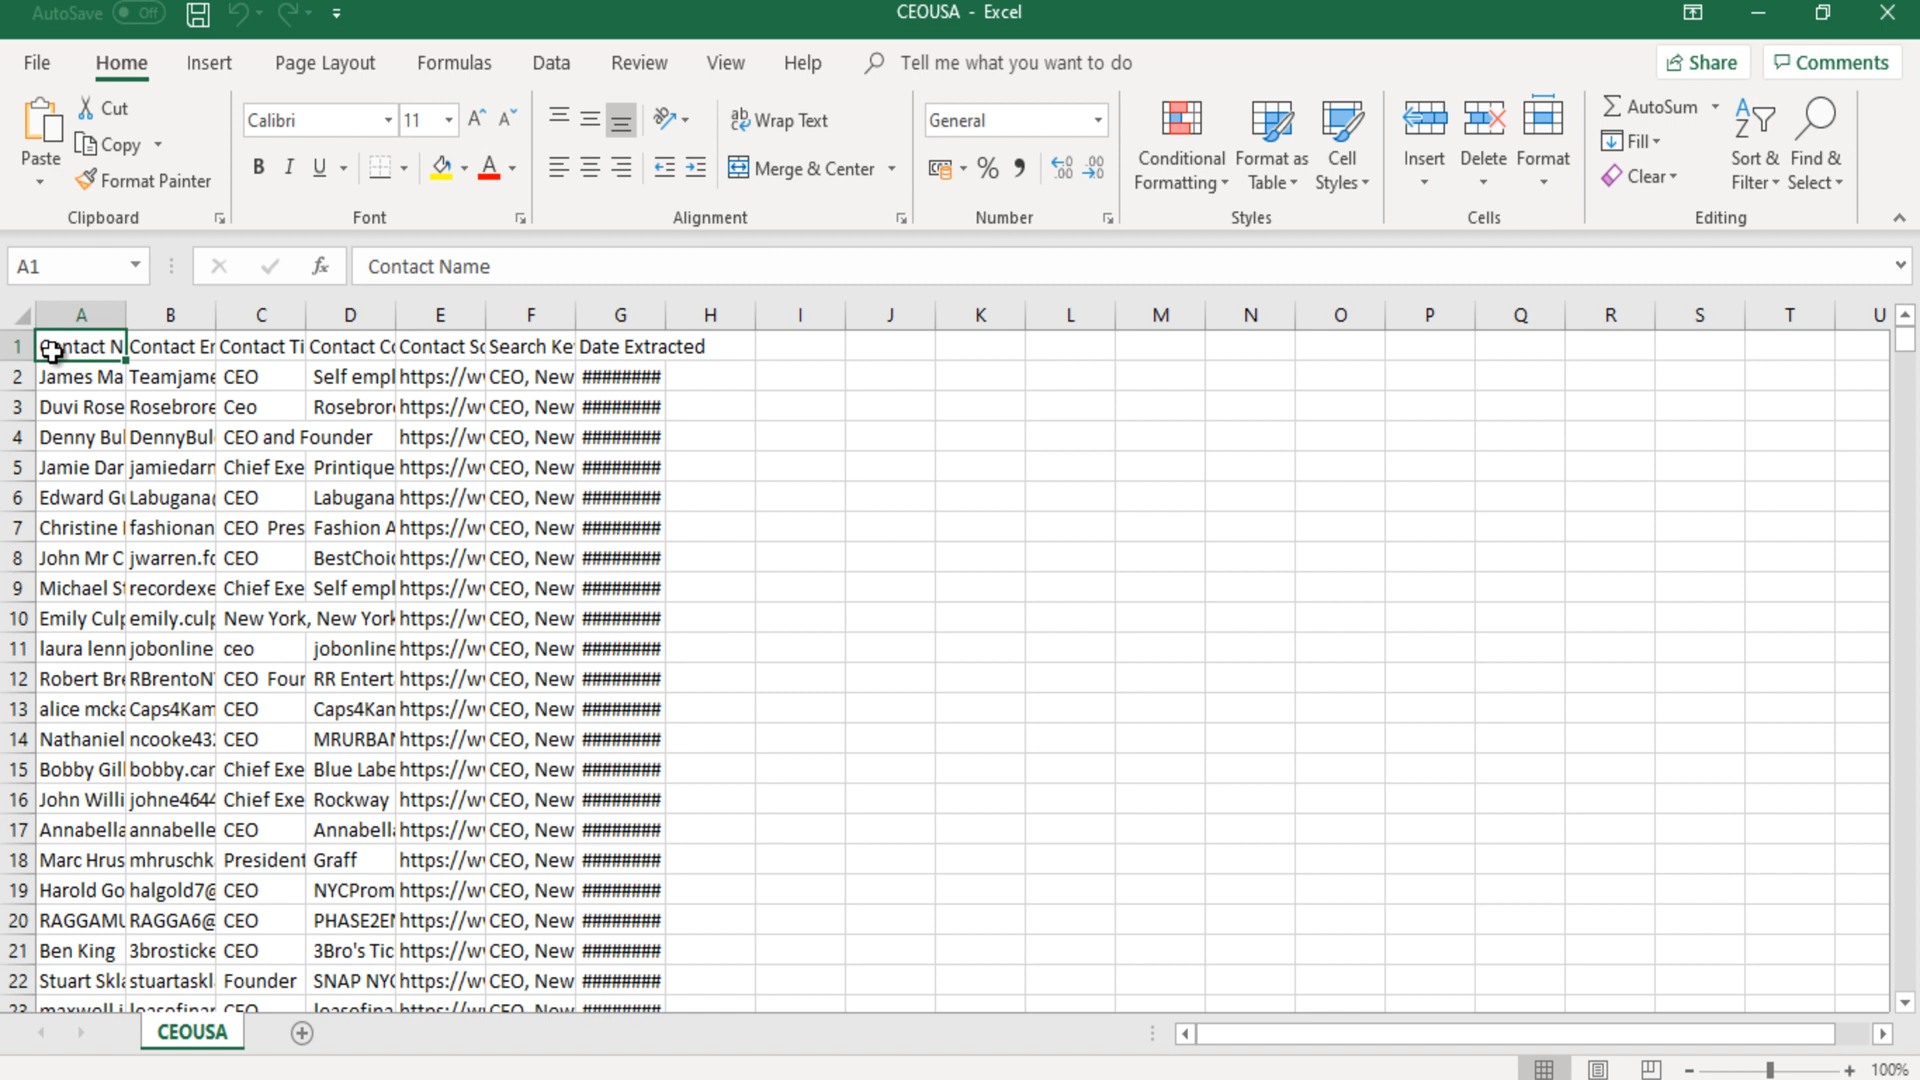 AutoSave Off CEOUSA - Excel
File Home Insert Page Layout Formulas Data Review View Help Tell me what you want to do Share Comments
Paste Cut Copy Format Painter Clipboard
Calibri 11 B I U A Font
ab Wrap Text Merge & Center Alignment
General % Number
Conditional Formatting Format as Table Cell Styles Styles
Insert Delete Format Cells
AutoSum Fill Clear Sort & Filter Find & Select Editing
A1 fx Contact Name
A B C D E F G H I J K L M N O P Q R S T U
1 Contact Er Contact Ti Contact Co Contact So Search Key Date Extracted
2 James Ma Teamjame CEO Self empl https://w CEO, New ########
3 Duvi Rose Rosebrore Ceo Rosebrore https://w CEO, New ########
4 Denny Bul DennyBul CEO and Founder https://w CEO, New ########
5 Jamie Dar jamiedarn Chief Exe Printique https://w CEO, New ########
6 Edward Gu Labugana CEO Labugana https://w CEO, New ########
7 Christine fashionan CEO Pres Fashion A https://w CEO, New ########
8 John Mr C jwarren.fo CEO BestChoic https://w CEO, New ########
9 Michael St recordexe Chief Exe Self empl https://w CEO, New ########
10 Emily Culp emily.culp New York, New York https://w CEO, New ########
11 laura lenn jobonline ceo jobonline https://w CEO, New ########
12 Robert Bre RBrentoN CEO Four RR Entert https://w CEO, New ########
13 alice mcka Caps4Kam CEO Caps4Kam https://w CEO, New ########
14 Nathaniel ncooke43 CEO MRURBAN https://w CEO, New ########
15 Bobby Gill bobby.car Chief Exe Blue Labe https://w CEO, New ########
16 John Willi johne4644 Chief Exe Rockway https://w CEO, New ########
17 Annabella annabelle CEO Annabella https://w CEO, New ########
18 Marc Hrus mhruschk President Graff https://w CEO, New ########
19 Harold Go halgold7@ CEO NYCProm https://w CEO, New ########
20 RAGGAMU RAGGA6@ CEO PHASE2EN https://w CEO, New ########
21 Ben King 3brosticke CEO 3Bro's Tic https://w CEO, New ########
22 Stuart Skla stuartaskl Founder SNAP NYC https://w CEO, New ########
23 CEO
CEOUSA
100%